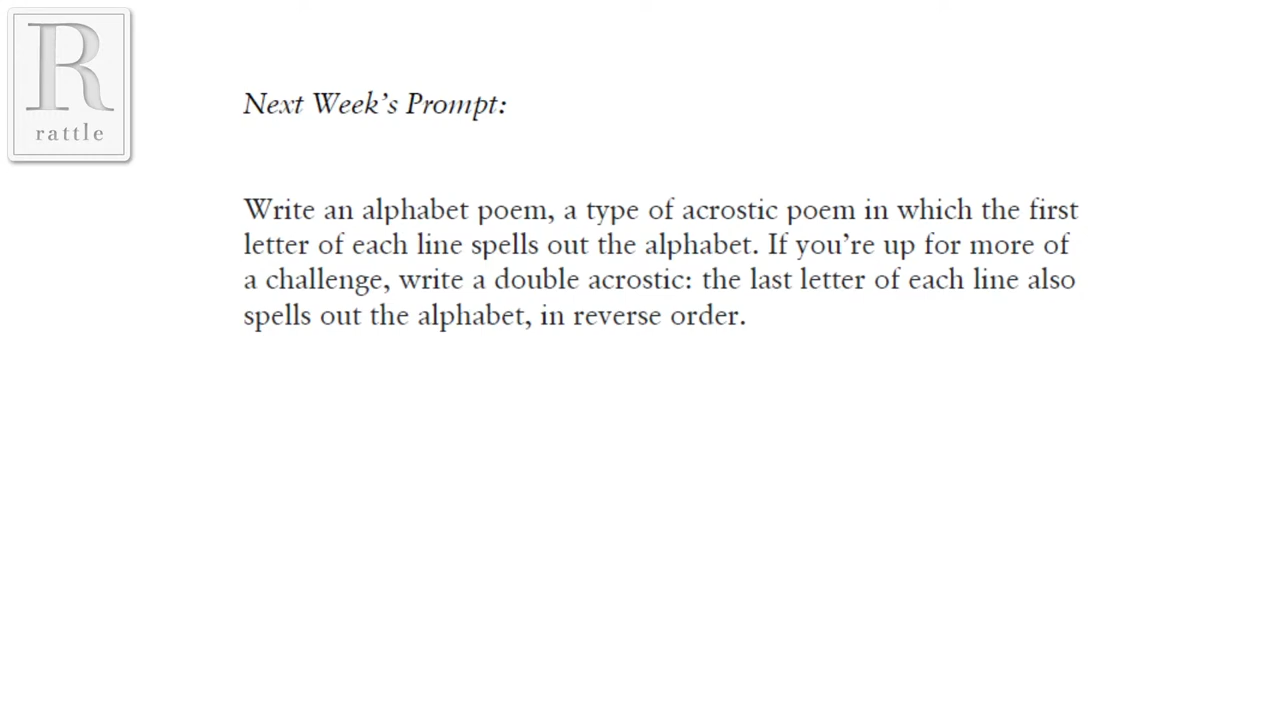 R
rattle
Next Week's Prompt:
Write an alphabet poem, a type of acrostic poem in which the first
letter of each line spells out the alphabet. If you're up for more of
a challenge, write a double acrostic: the last letter of each line also
spells out the alphabet, in reverse order.